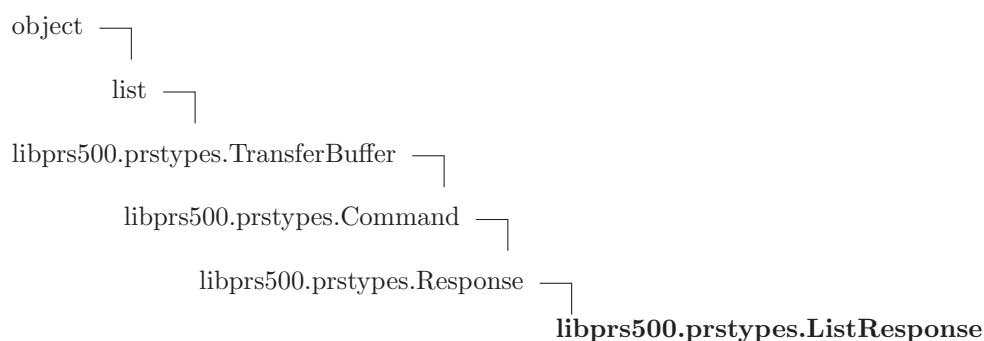 object
list
libprs500.prstypes.TransferBuffer
libprs500.prstypes.Command
libprs500.prstypes.Response
libprs500.prstypes.ListResponse